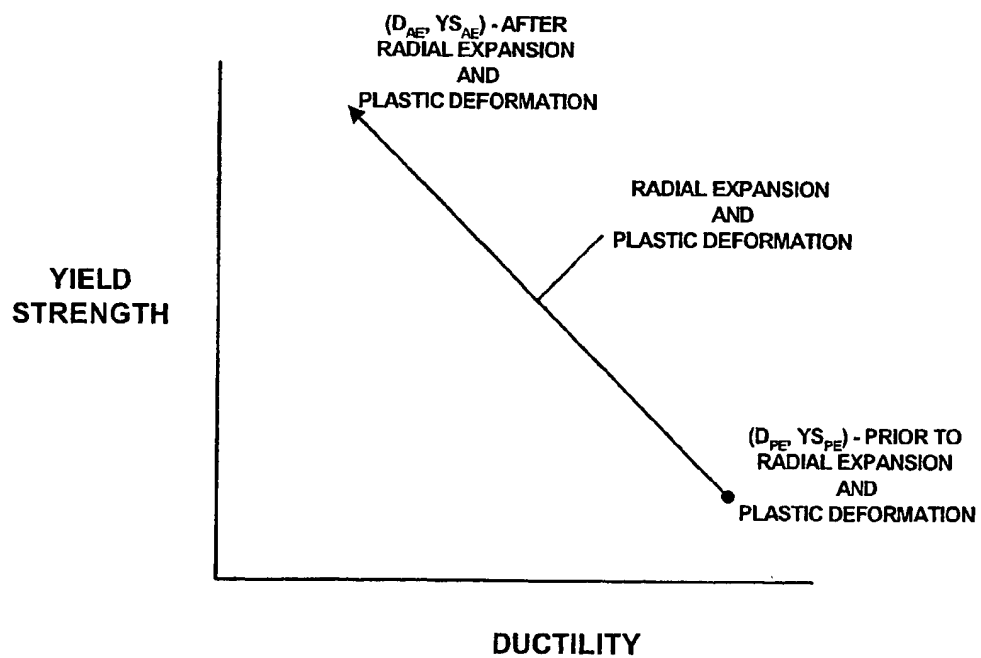 (D_AE, YS_AE) - AFTER
RADIAL EXPANSION
AND
PLASTIC DEFORMATION
RADIAL EXPANSION
AND
PLASTIC DEFORMATION
YIELD
STRENGTH
(D_PE, YS_PE) - PRIOR TO
RADIAL EXPANSION
AND
PLASTIC DEFORMATION
DUCTILITY